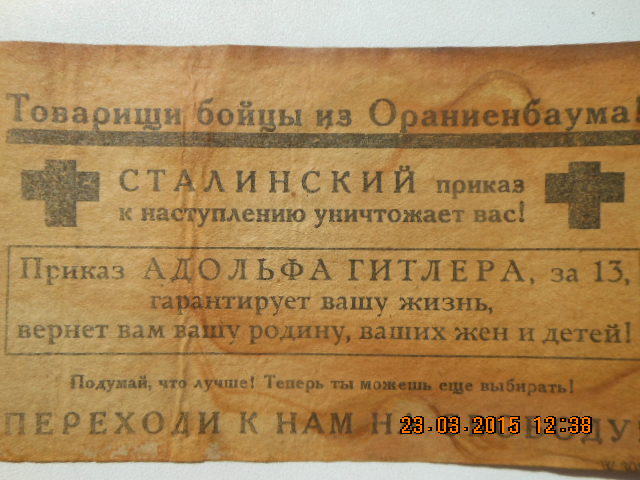 Товарищи бойцы из Ораниенбаума!
СТАЛИНСКИЙ приказ
к наступлению уничтожает вас!
Приказ АДОЛЬФА ГИТЛЕРА, за 13,
гарантирует вашу жизнь,
вернет вам вашу родину, ваших жен и детей!
Подумай, что лучше! Теперь ты можешь еще выбирать!
ПЕРЕХОДИ К НАМ
23.03.2015 12:38